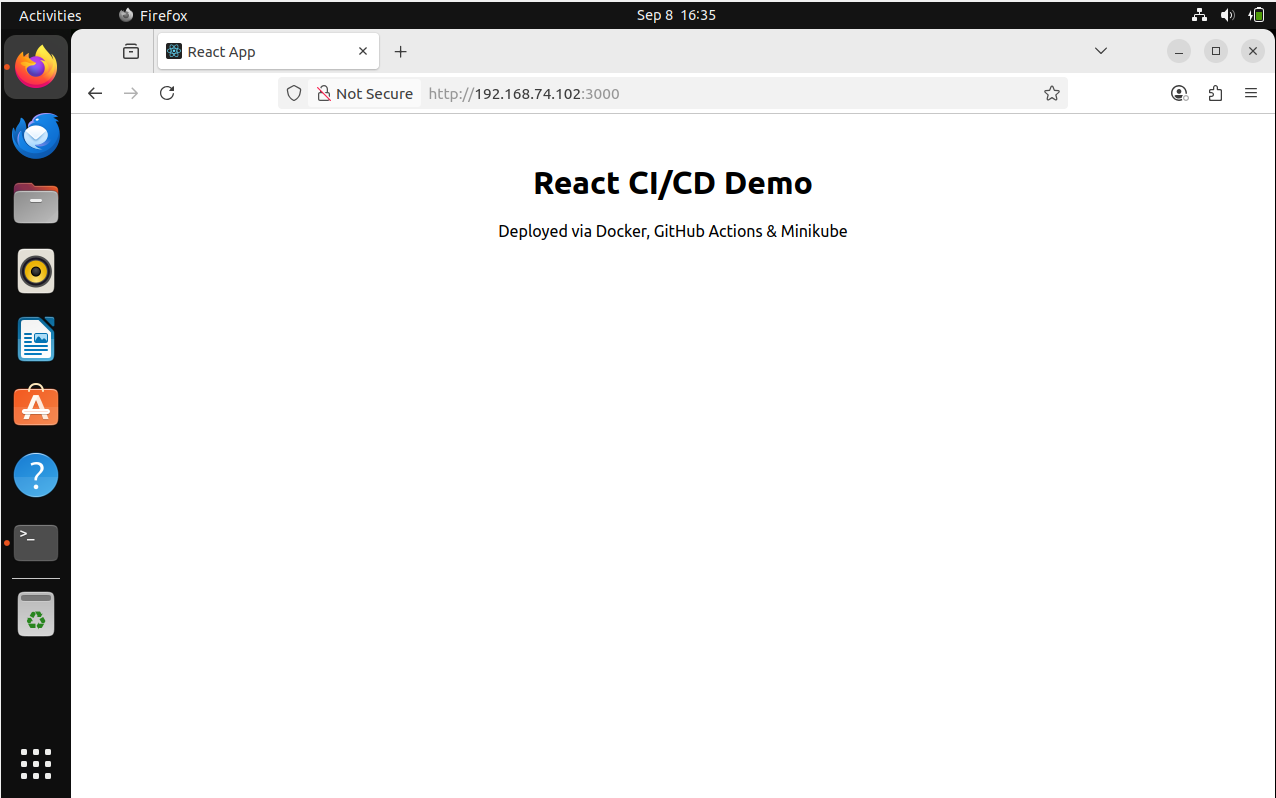 Activities
Firefox
Sep 8 16:35
React App
Not Secure
http://192.168.74.102:3000
React CI/CD Demo
Deployed via Docker, GitHub Actions & Minikube
?
>_